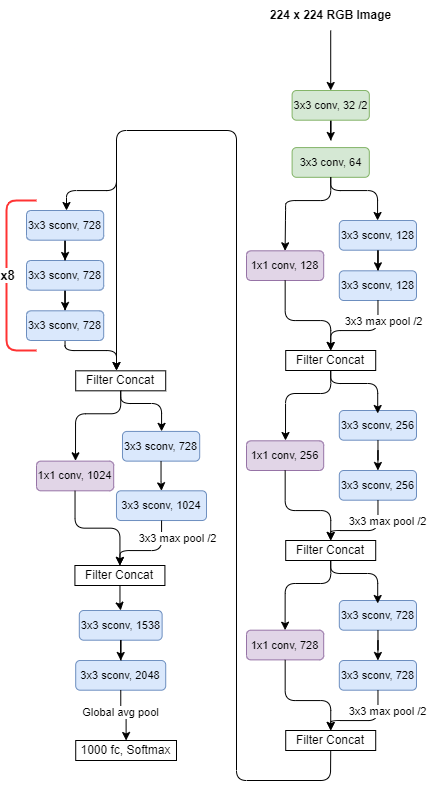 224 x 224 RGB Image
3x3 conv, 32 /2
3x3 conv, 64
3x3 sconv, 128
1x1 conv, 128
3x3 sconv, 128
3x3 max pool /2
Filter Concat
3x3 sconv, 256
1x1 conv, 256
3x3 sconv, 256
3x3 max pool /2
Filter Concat
3x3 sconv, 728
1x1 conv, 728
3x3 sconv, 728
3x3 max pool /2
Filter Concat
3x3 sconv, 728
x8
3x3 sconv, 728
3x3 sconv, 728
Filter Concat
3x3 sconv, 728
1x1 conv, 1024
3x3 sconv, 1024
3x3 max pool /2
Filter Concat
3x3 sconv, 1538
3x3 sconv, 2048
Global avg pool
1000 fc, Softmax